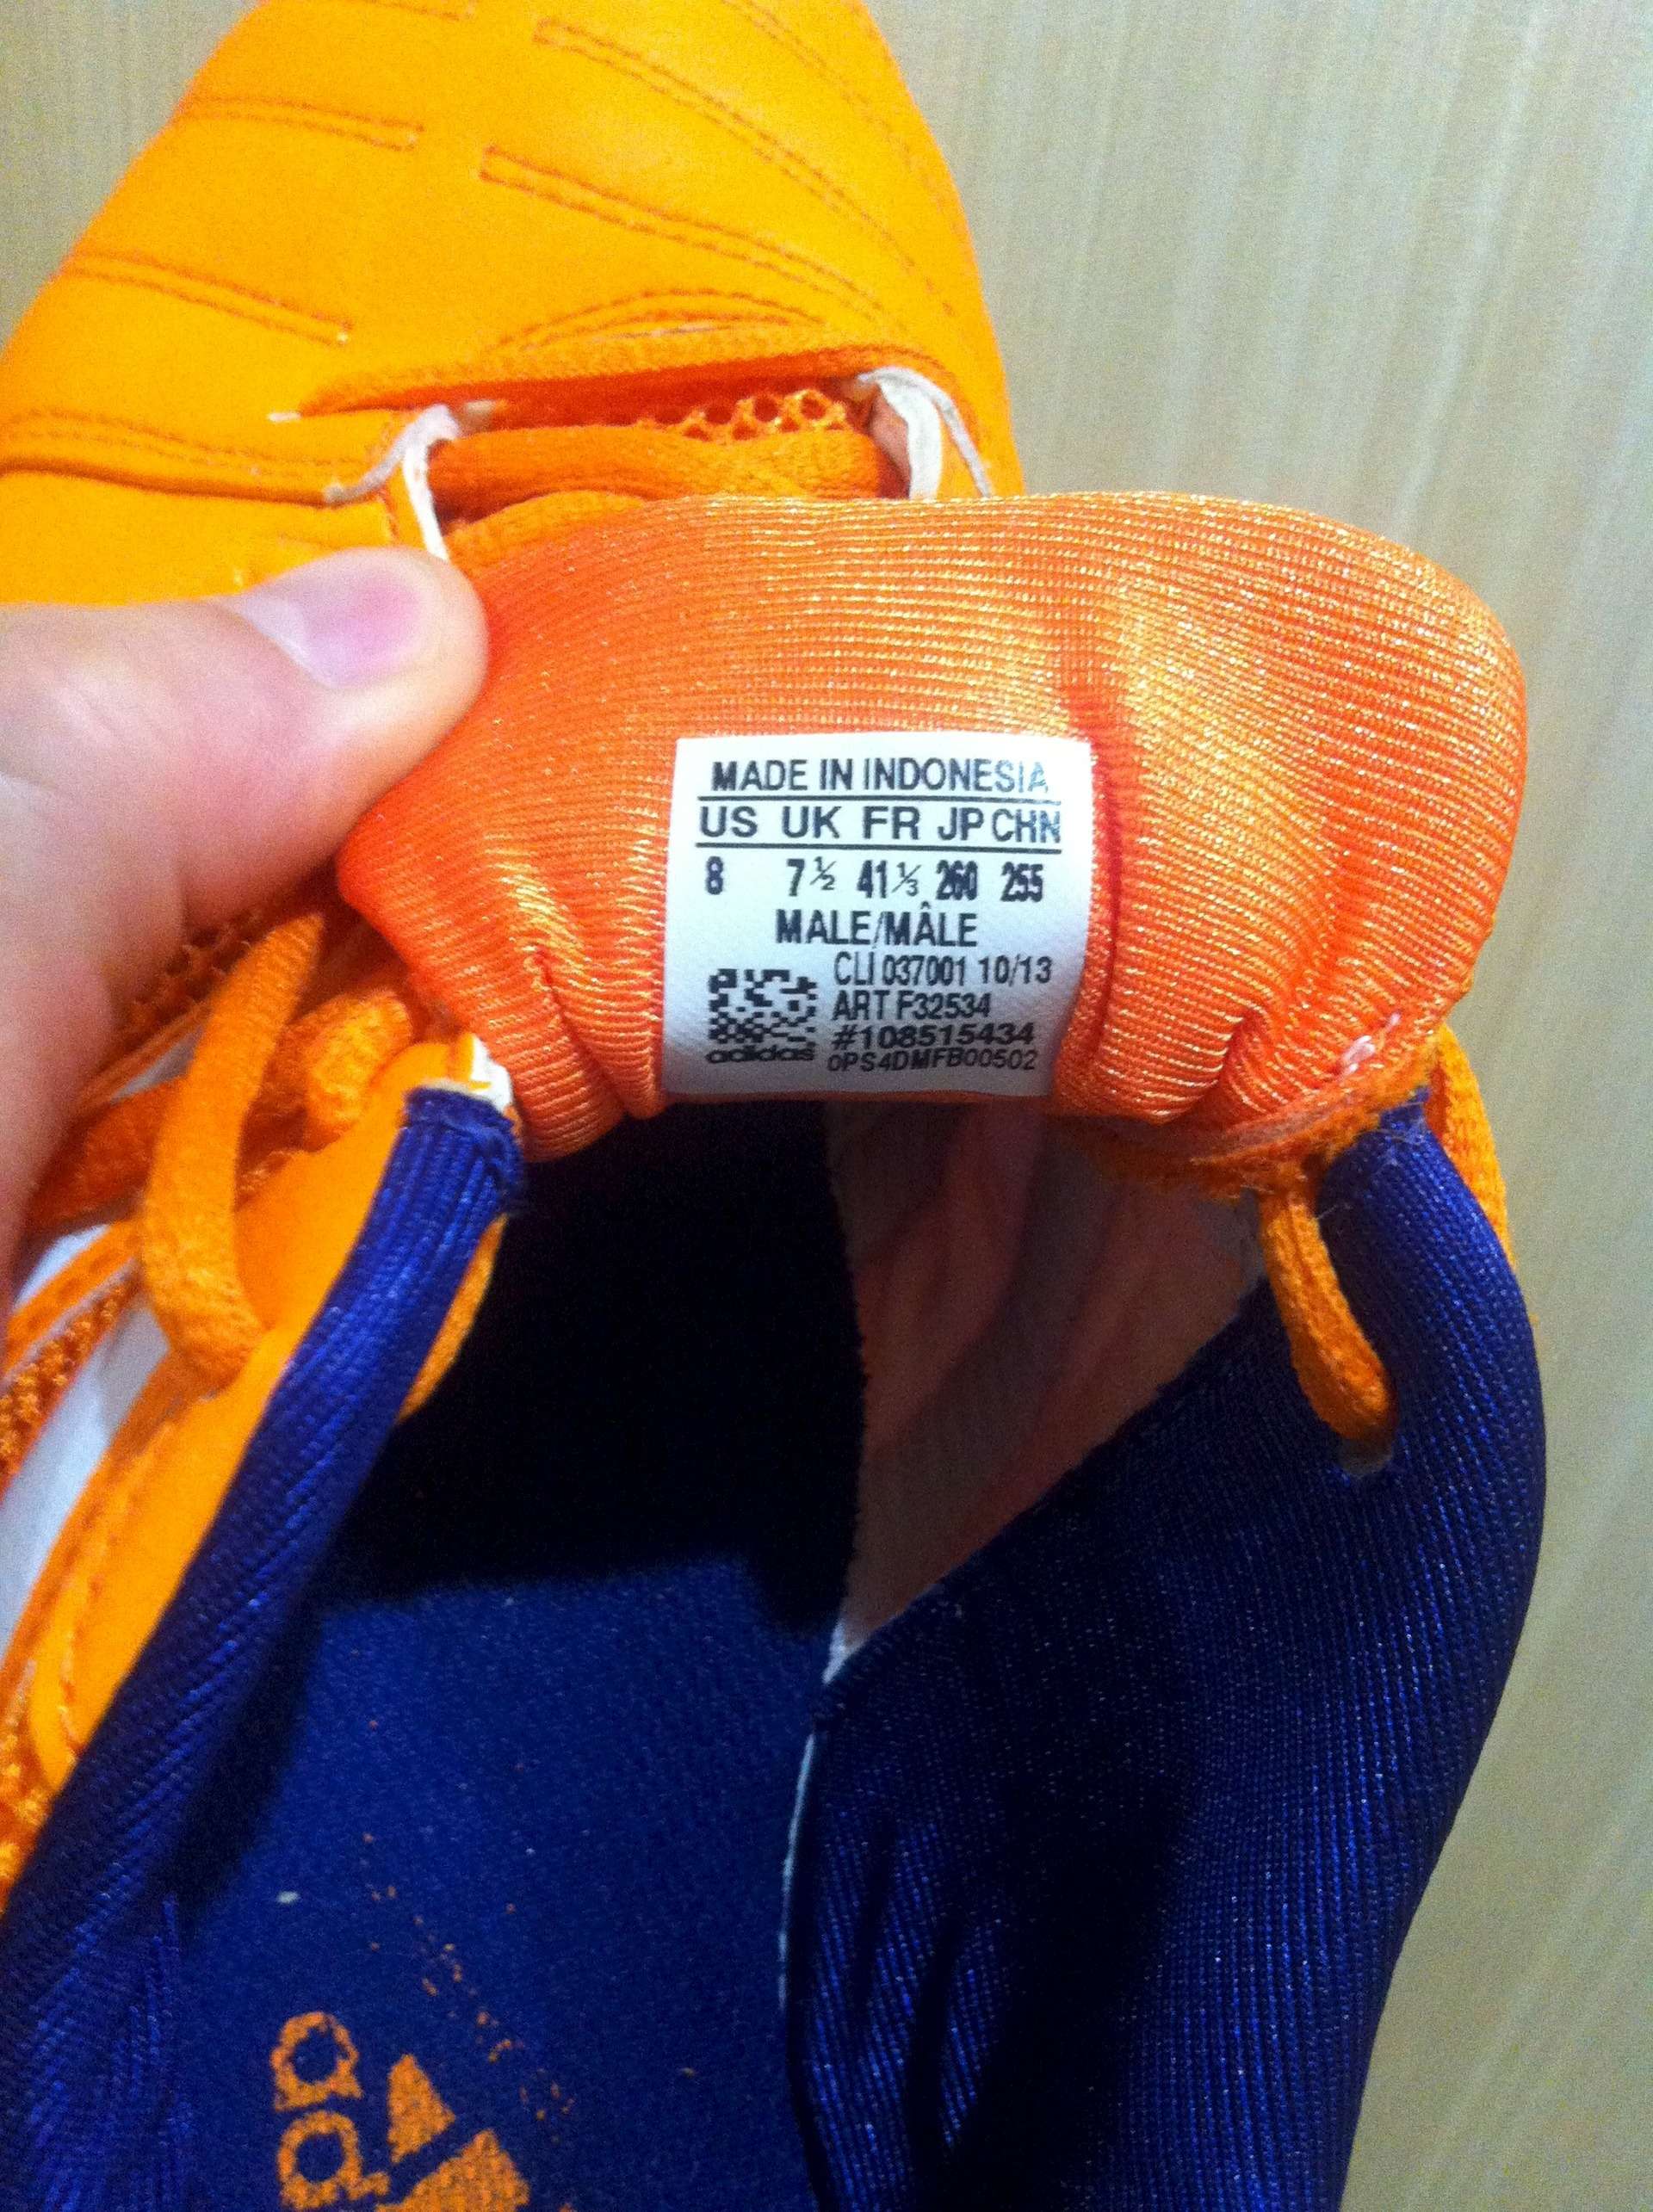 MADE IN INDONESIA
US UK FR JP CHN
8 7½ 41⅓ 260 255
MALE/MÂLE
CLI 037001 10/13
ART F32534
#108515434
adidas 0PS4DMFB00502